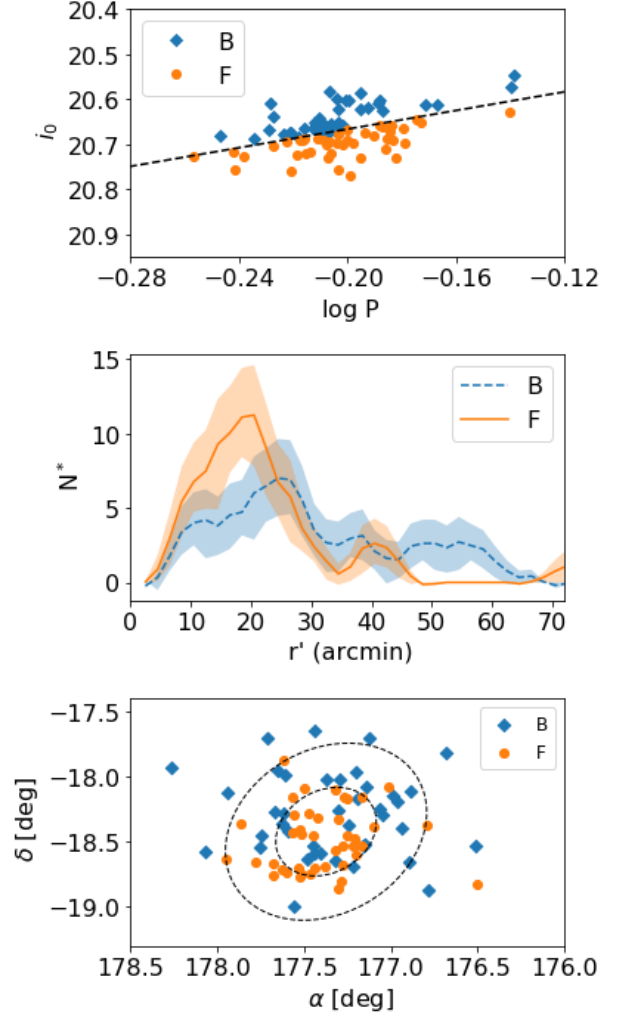 20.4
20.5
20.6
20.7
20.8
20.9
i₀
B
F
−0.28 −0.24 −0.20 −0.16 −0.12
log P
15
10
5
0
N*
B
F
0 10 20 30 40 50 60 70
r' (arcmin)
−17.5
−18.0
−18.5
−19.0
δ [deg]
B
F
178.5 178.0 177.5 177.0 176.5 176.0
α [deg]